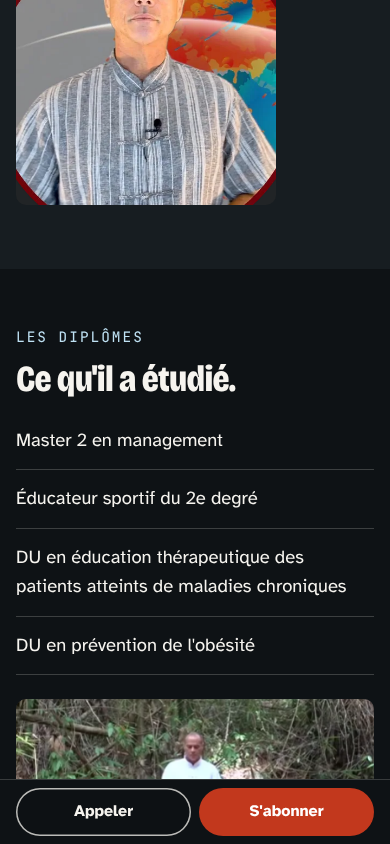 LES DIPLÔMES
Ce qu'il a étudié.
Master 2 en management
Éducateur sportif du 2e degré
DU en éducation thérapeutique des
patients atteints de maladies chroniques
DU en prévention de l'obésité
Appeler
S'abonner